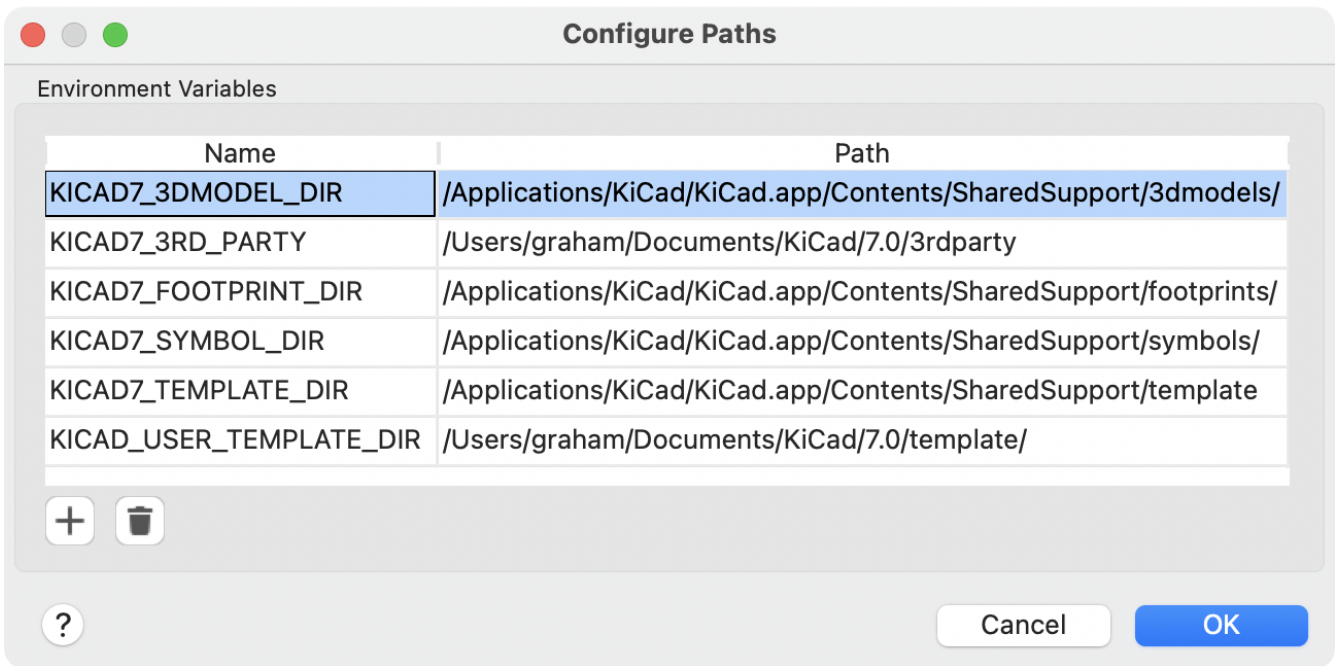 Configure Paths
Environment Variables
Name Path
KICAD7_3DMODEL_DIR /Applications/KiCad/KiCad.app/Contents/SharedSupport/3dmodels/
KICAD7_3RD_PARTY /Users/graham/Documents/KiCad/7.0/3rdparty
KICAD7_FOOTPRINT_DIR /Applications/KiCad/KiCad.app/Contents/SharedSupport/footprints/
KICAD7_SYMBOL_DIR /Applications/KiCad/KiCad.app/Contents/SharedSupport/symbols/
KICAD7_TEMPLATE_DIR /Applications/KiCad/KiCad.app/Contents/SharedSupport/template
KICAD_USER_TEMPLATE_DIR /Users/graham/Documents/KiCad/7.0/template/
? Cancel OK